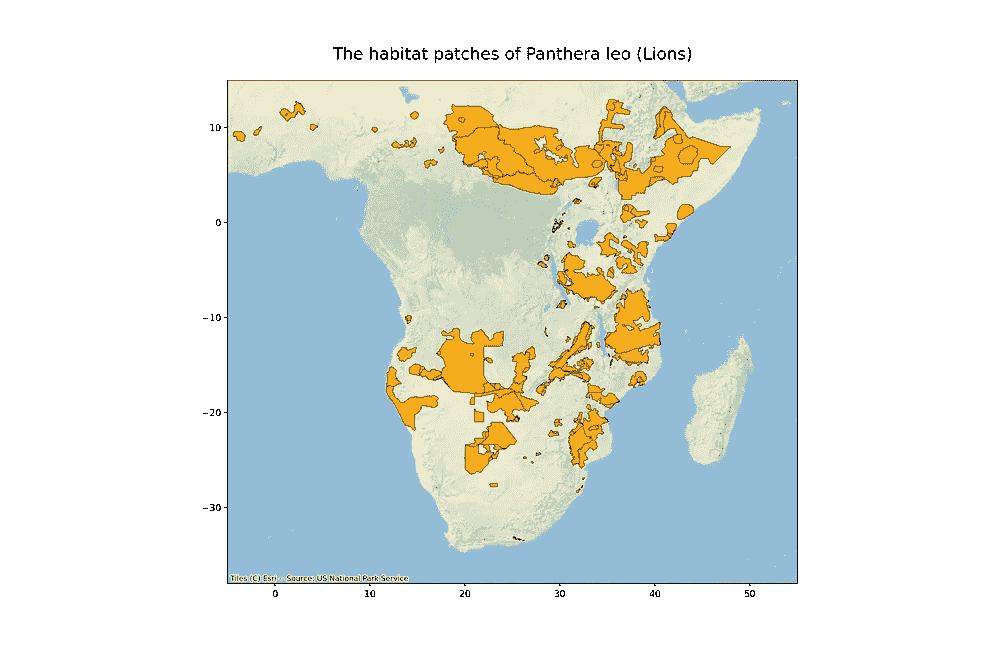 The habitat patches of Panthera leo (Lions)
10
0
−10
−20
−30
0 10 20 30 40 50
Tiles (C) Esri -- Source: US National Park Service